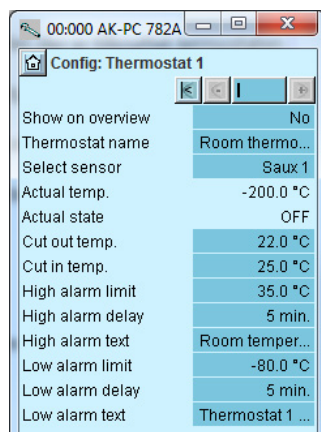 00:000 AK-PC 782A
Config: Thermostat 1
Show on overview No
Thermostat name Room thermo...
Select sensor Saux 1
Actual temp. -200.0 °C
Actual state OFF
Cut out temp. 22.0 °C
Cut in temp. 25.0 °C
High alarm limit 35.0 °C
High alarm delay 5 min.
High alarm text Room temper...
Low alarm limit -80.0 °C
Low alarm delay 5 min.
Low alarm text Thermostat 1 ...